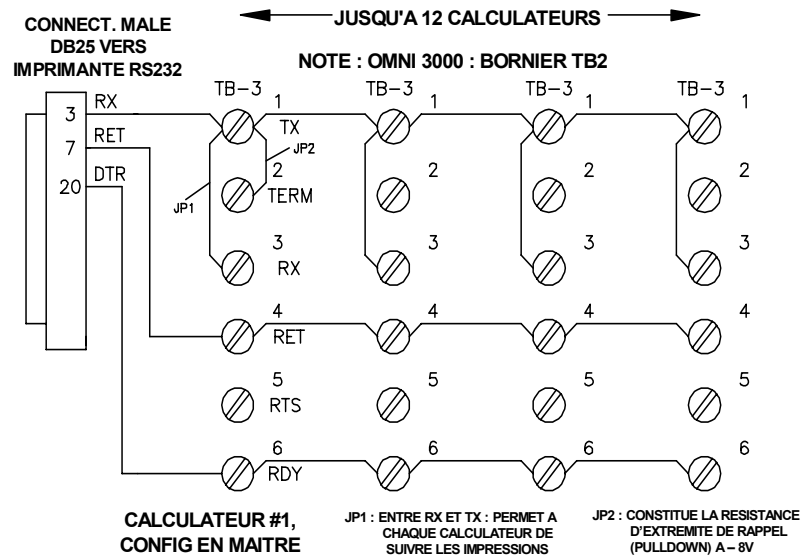 CONNECT. MALE
DB25 VERS
IMPRIMANTE RS232
JUSQU'A 12 CALCULATEURS
NOTE : OMNI 3000 : BORNIER TB2
TB-3 TB-3 TB-3 TB-3
3 RX 1 1 1 1
TX
7 RET JP2
20 DTR 2 2 2 2
TERM
JP1
3 3 3 3
RX
4 4 4 4
RET
5 5 5 5
RTS
6 6 6 6
RDY
CALCULATEUR #1,
CONFIG EN MAITRE
JP1 : ENTRE RX ET TX : PERMET A
CHAQUE CALCULATEUR DE
SUIVRE LES IMPRESSIONS
JP2 : CONSTITUE LA RESISTANCE
D'EXTREMITE DE RAPPEL
(PULLDOWN) A – 8V